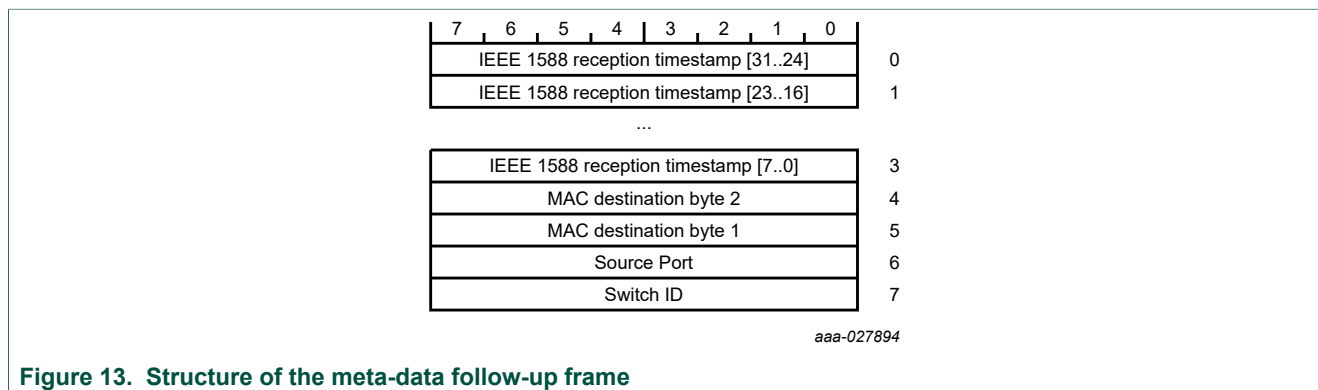 7 6 5 4 3 2 1 0
IEEE 1588 reception timestamp [31..24] 0
IEEE 1588 reception timestamp [23..16] 1
...
IEEE 1588 reception timestamp [7..0] 3
MAC destination byte 2 4
MAC destination byte 1 5
Source Port 6
Switch ID 7
aaa-027894
Figure 13. Structure of the meta-data follow-up frame